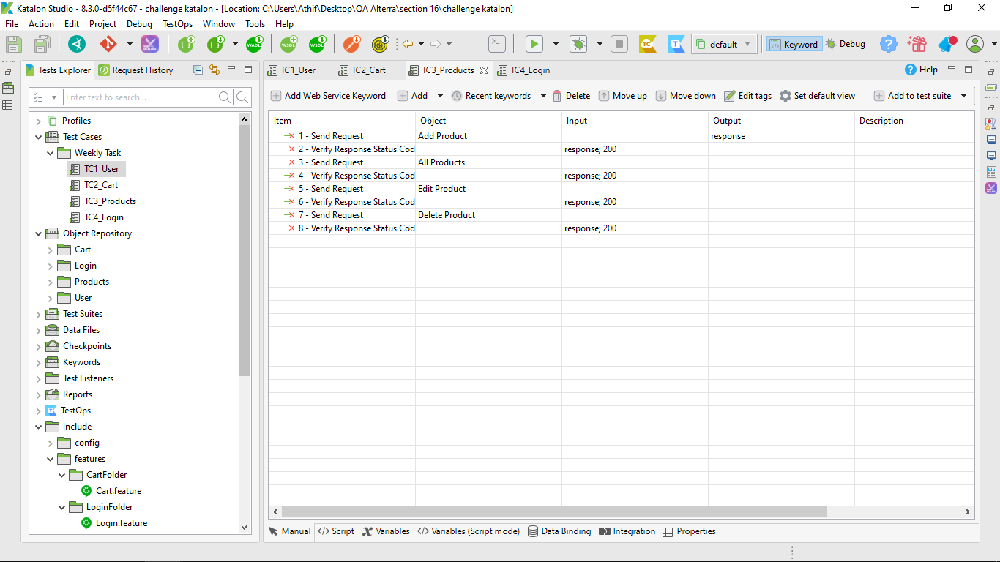 Katalon Studio - 8.3.0-d5f44c67 - challenge katalon - [Location: C:\Users\Athif\Desktop\QA Alterra\section 16\challenge katalon]
File Action Edit Project Debug TestOps Window Tools Help
WADL WSDL WSDL TC default Keyword Debug
Tests Explorer Request History
TC1_User TC2_Cart TC3_Products TC4_Login Help
Enter text to search...
Add Web Service Keyword Add Recent keywords Delete Move up Move down Edit tags Set default view Add to test suite
Profiles
Test Cases
Weekly Task
TC1_User
TC2_Cart
TC3_Products
TC4_Login
Object Repository
Cart
Login
Products
User
Test Suites
Data Files
Checkpoints
Keywords
Test Listeners
Reports
TestOps
Include
config
features
CartFolder
Cart.feature
LoginFolder
Login.feature
Item Object Input Output Description
1 - Send Request Add Product response
2 - Verify Response Status Cod response; 200
3 - Send Request All Products
4 - Verify Response Status Cod response; 200
5 - Send Request Edit Product
6 - Verify Response Status Cod response; 200
7 - Send Request Delete Product
8 - Verify Response Status Cod response; 200
Manual Script Variables Variables (Script mode) Data Binding Integration Properties